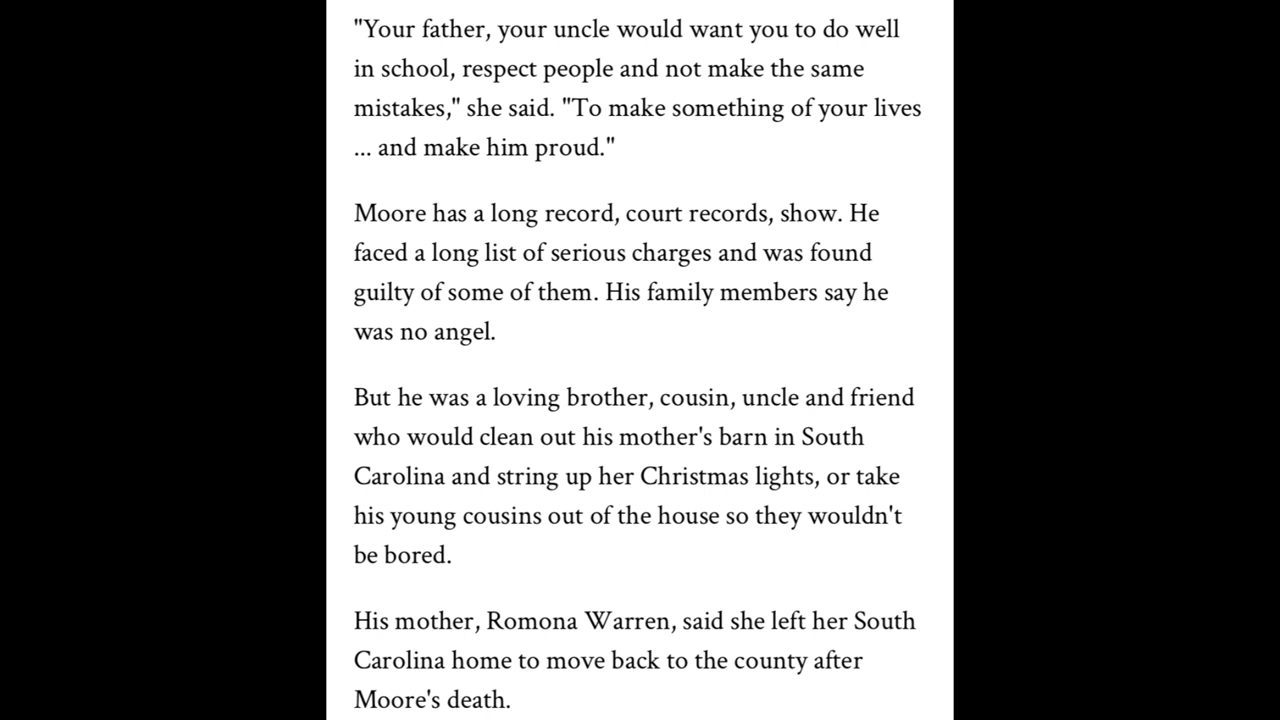 "Your father, your uncle would want you to do well
in school, respect people and not make the same
mistakes," she said. "To make something of your lives
... and make him proud."
Moore has a long record, court records, show. He
faced a long list of serious charges and was found
guilty of some of them. His family members say he
was no angel.
But he was a loving brother, cousin, uncle and friend
who would clean out his mother's barn in South
Carolina and string up her Christmas lights, or take
his young cousins out of the house so they wouldn't
be bored.
His mother, Romona Warren, said she left her South
Carolina home to move back to the county after
Moore's death.